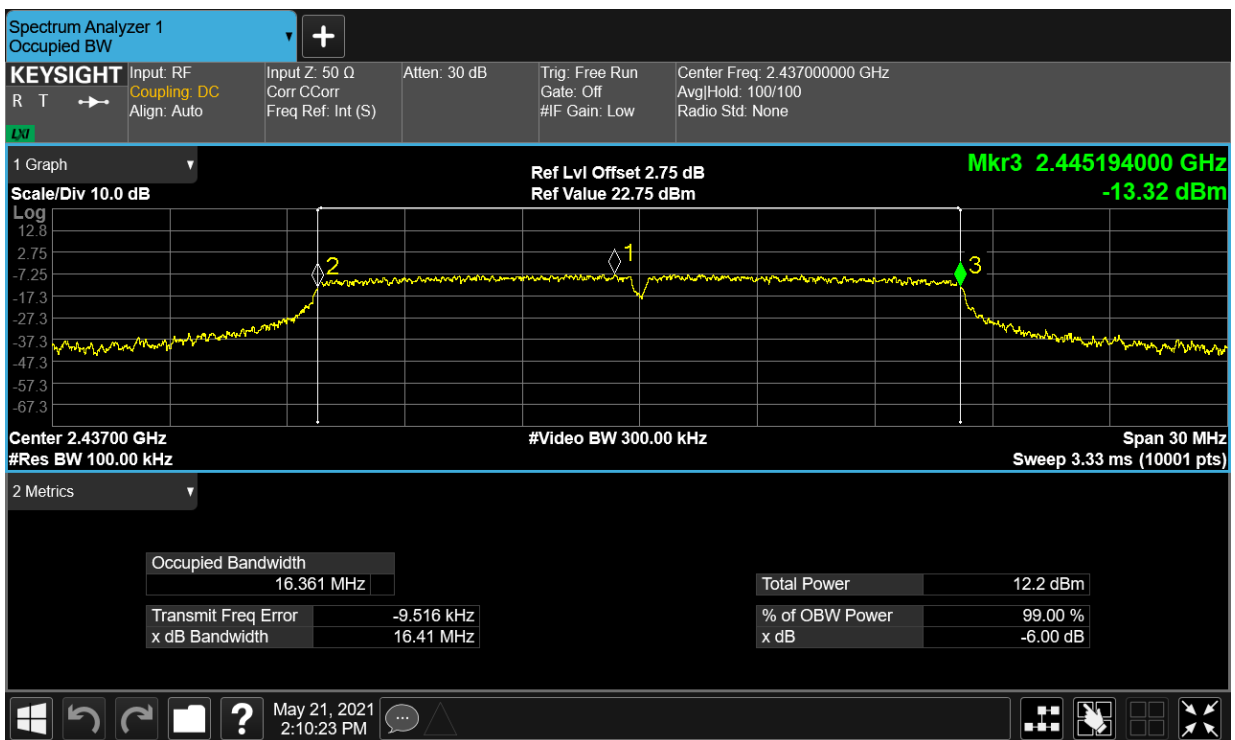 Spectrum Analyzer 1
Occupied BW
▼
+
KEYSIGHT
R T
LXI
Input: RF
Coupling: DC
Align: Auto
Input Z: 50 Ω
Corr CCorr
Freq Ref: Int (S)
Atten: 30 dB
Trig: Free Run
Gate: Off
#IF Gain: Low
Center Freq: 2.437000000 GHz
Avg|Hold: 100/100
Radio Std: None
1 Graph ▼
Scale/Div 10.0 dB
Ref Lvl Offset 2.75 dB
Ref Value 22.75 dBm
Mkr3 2.445194000 GHz
-13.32 dBm
Log
12.8
2.75
-7.25
-17.3
-27.3
-37.3
-47.3
-57.3
-67.3
2
1
3
Center 2.43700 GHz
#Res BW 100.00 kHz
#Video BW 300.00 kHz
Span 30 MHz
Sweep 3.33 ms (10001 pts)
2 Metrics ▼
Occupied Bandwidth
16.361 MHz
Transmit Freq Error -9.516 kHz
x dB Bandwidth 16.41 MHz
Total Power 12.2 dBm
% of OBW Power 99.00 %
x dB -6.00 dB
?
May 21, 2021
2:10:23 PM